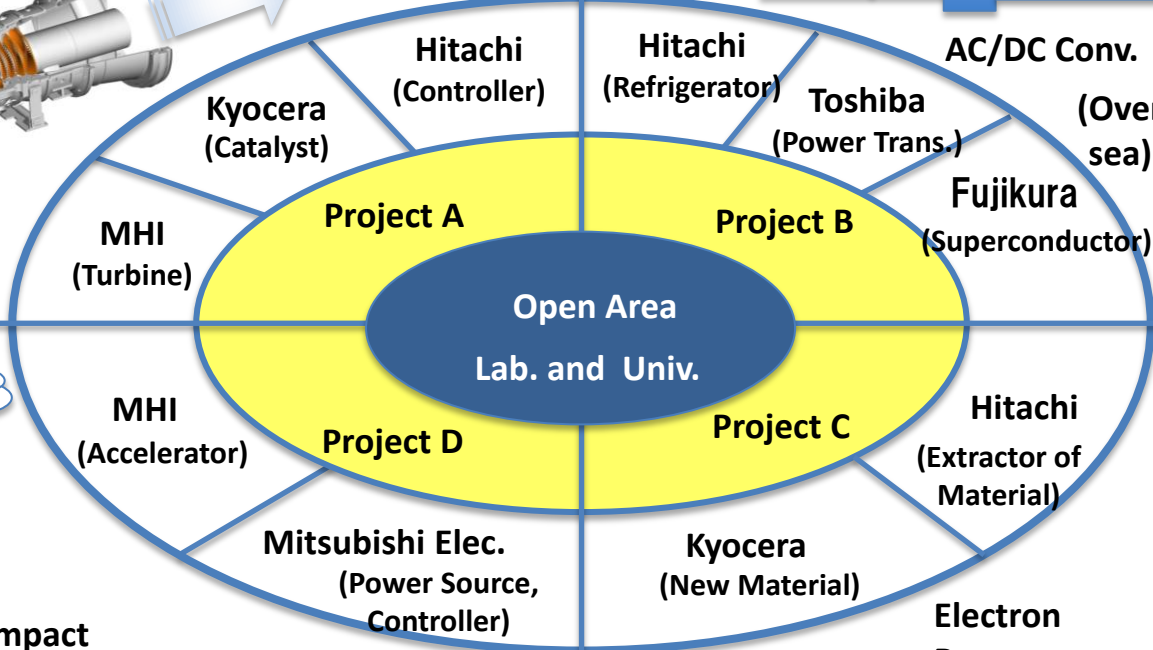 Hitachi
(Controller)
Hitachi
(Refrigerator)
AC/DC Conv.
Kyocera
(Catalyst)
Toshiba
(Power Trans.)
(Over
sea)
MHI
(Turbine)
Project A
Project B
Fujikura
(Superconductor)
Open Area
Lab. and Univ.
MHI
(Accelerator)
Project D
Project C
Hitachi
(Extractor of
Material)
Mitsubishi Elec.
(Power Source,
Controller)
Kyocera
(New Material)
mpact
Electron